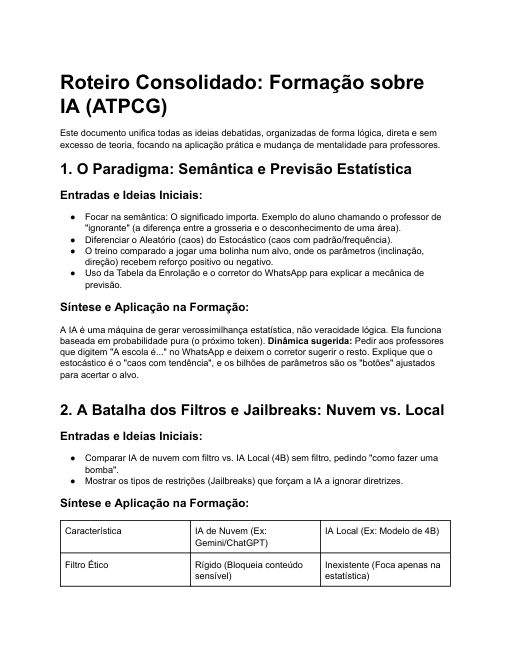 Roteiro Consolidado: Formação sobre
IA (ATPCG)
Este documento unifica todas as ideias debatidas, organizadas de forma lógica, direta e sem
excesso de teoria, focando na aplicação prática e mudança de mentalidade para professores.
1. O Paradigma: Semântica e Previsão Estatística
Entradas e Ideias Iniciais:
● Focar na semântica: O significado importa. Exemplo do aluno chamando o professor de
"ignorante" (a diferença entre a grosseria e o desconhecimento de uma área).
● Diferenciar o Aleatório (caos) do Estocástico (caos com padrão/frequência).
● O treino comparado a jogar uma bolinha num alvo, onde os parâmetros (inclinação,
direção) recebem reforço positivo ou negativo.
● Uso da Tabela da Enrolação e o corretor do WhatsApp para explicar a mecânica de
previsão.
Síntese e Aplicação na Formação:
A IA é uma máquina de gerar verossimilhança estatística, não veracidade lógica. Ela funciona
baseada em probabilidade pura (o próximo token). Dinâmica sugerida: Pedir aos professores
que digitem "A escola é..." no WhatsApp e deixem o corretor sugerir o resto. Explique que o
estocástico é o "caos com tendência", e os bilhões de parâmetros são os "botões" ajustados
para acertar o alvo.
2. A Batalha dos Filtros e Jailbreaks: Nuvem vs. Local
Entradas e Ideias Iniciais:
● Comparar IA de nuvem com filtro vs. IA Local (4B) sem filtro, pedindo "como fazer uma
bomba".
● Mostrar os tipos de restrições (Jailbreaks) que forçam a IA a ignorar diretrizes.
Síntese e Aplicação na Formação:
Característica
IA de Nuvem (Ex:
Gemini/ChatGPT)
IA Local (Ex: Modelo de 4B)
Filtro Ético
Rígido (Bloqueia conteúdo
sensível)
Inexistente (Foca apenas na
estatística)